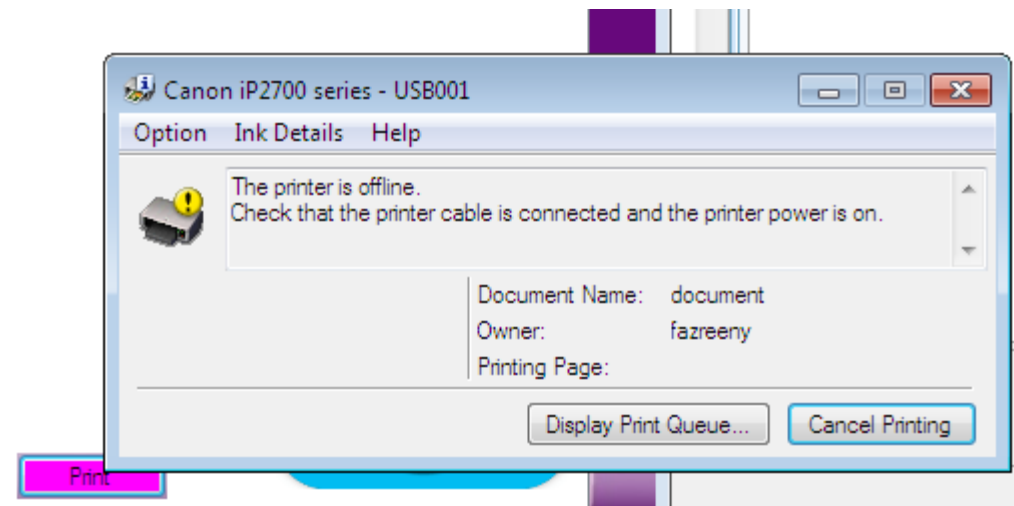 Canon iP2700 series - USB001
Option Ink Details Help
The printer is offline.
Check that the printer cable is connected and the printer power is on.
Document Name: document
Owner: fazreeny
Printing Page:
Display Print Queue... Cancel Printing
Print